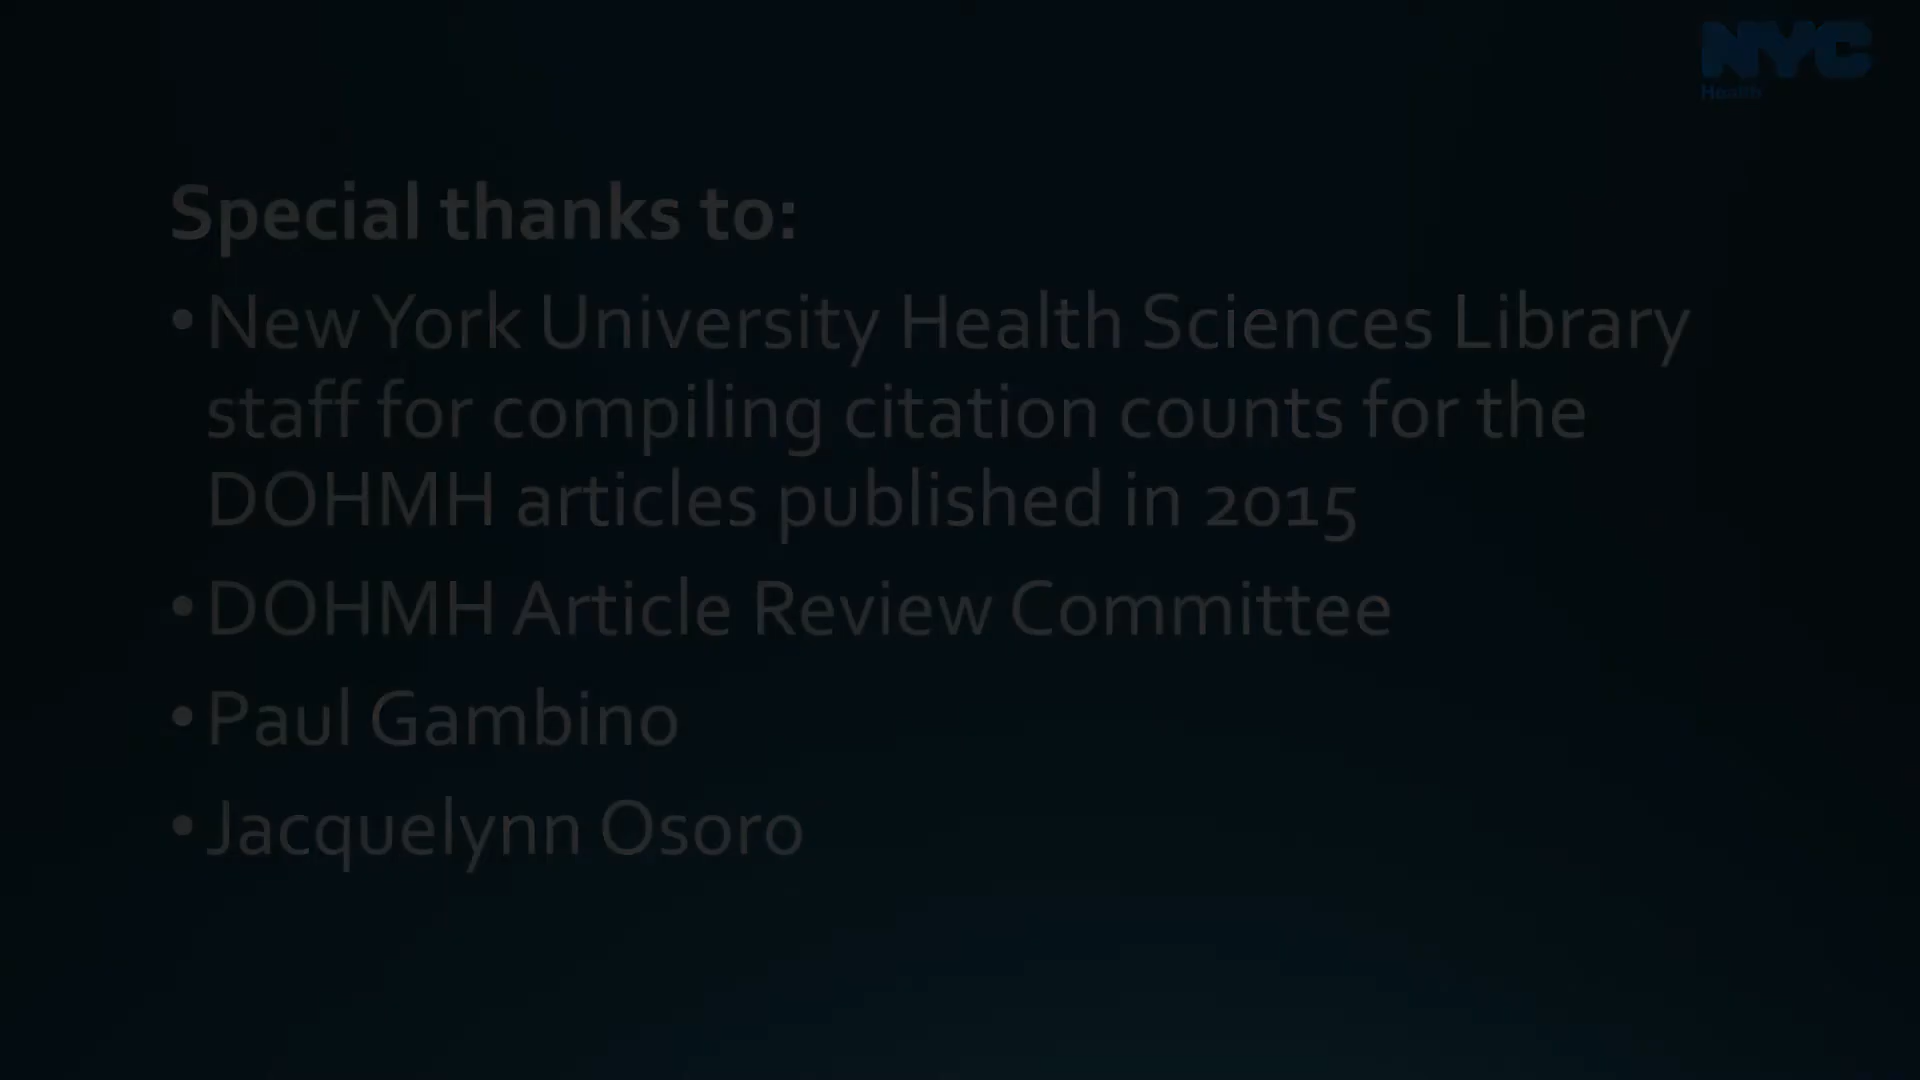 NYC
Health
Special thanks to:
• New York University Health Sciences Library
staff for compiling citation counts for the
DOHMH articles published in 2015
• DOHMH Article Review Committee
• Paul Gambino
• Jacquelynn Osoro